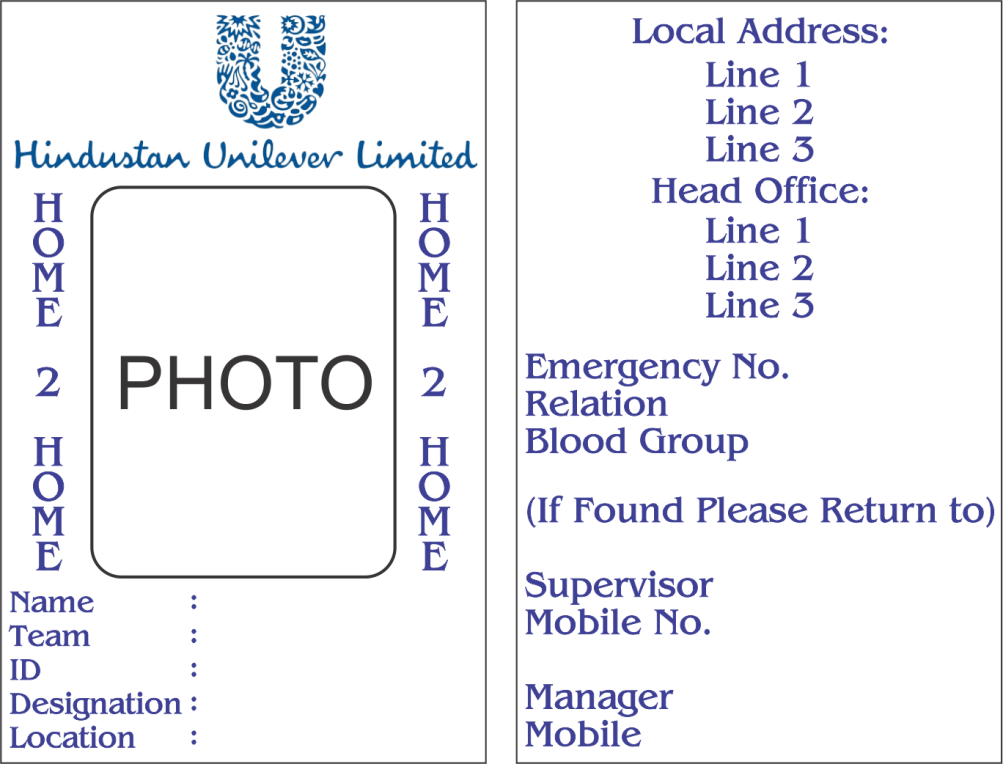 Hindustan Unilever Limited
HOME 2 HOME
PHOTO
HOME 2 HOME
Name :
Team :
ID :
Designation :
Location :
Local Address:
Line 1
Line 2
Line 3
Head Office:
Line 1
Line 2
Line 3
Emergency No.
Relation
Blood Group
(If Found Please Return to)
Supervisor
Mobile No.
Manager
Mobile